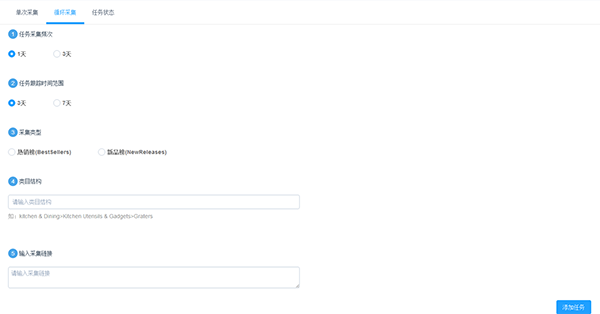 单次采集 循环采集 任务状态
1 任务采集频次
1天 3天
2 任务跟踪时间范围
3天 7天
3 采集类型
热销榜(BestSellers) 新品榜(NewReleases)
4 类目结构
请输入类目结构
如：Kitchen & Dining>Kitchen Utensils & Gadgets>Graters
5 输入采集链接
请输入采集链接
添加任务